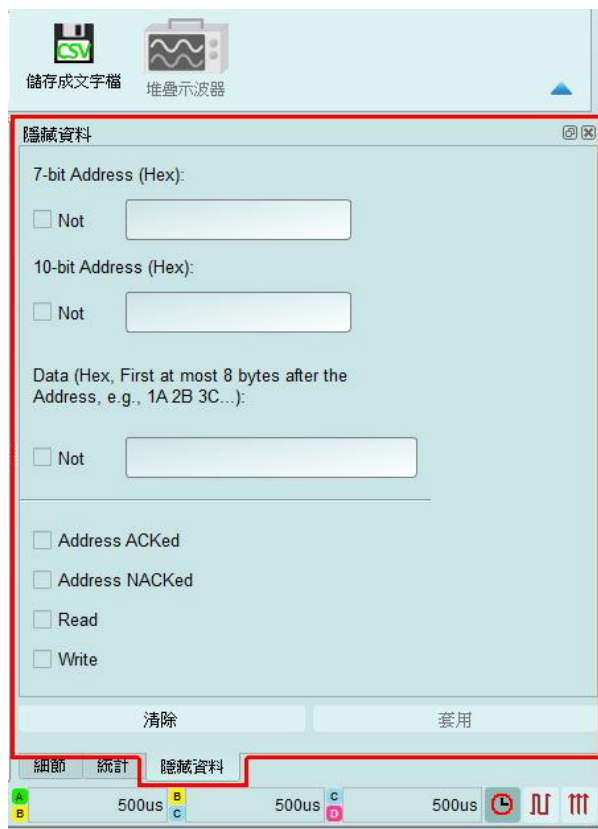 CSV
儲存成文字檔
堆疊示波器
隱藏資料
7-bit Address (Hex):
Not
10-bit Address (Hex):
Not
Data (Hex, First at most 8 bytes after the
Address, e.g., 1A 2B 3C...):
Not
Address ACKed
Address NACKed
Read
Write
清除 套用
細節 統計 隱藏資料
A B 500us B C 500us C D 500us